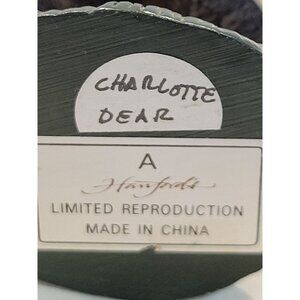 CHARLOTTE
DEAR
A
Hanford's
LIMITED REPRODUCTION
MADE IN CHINA